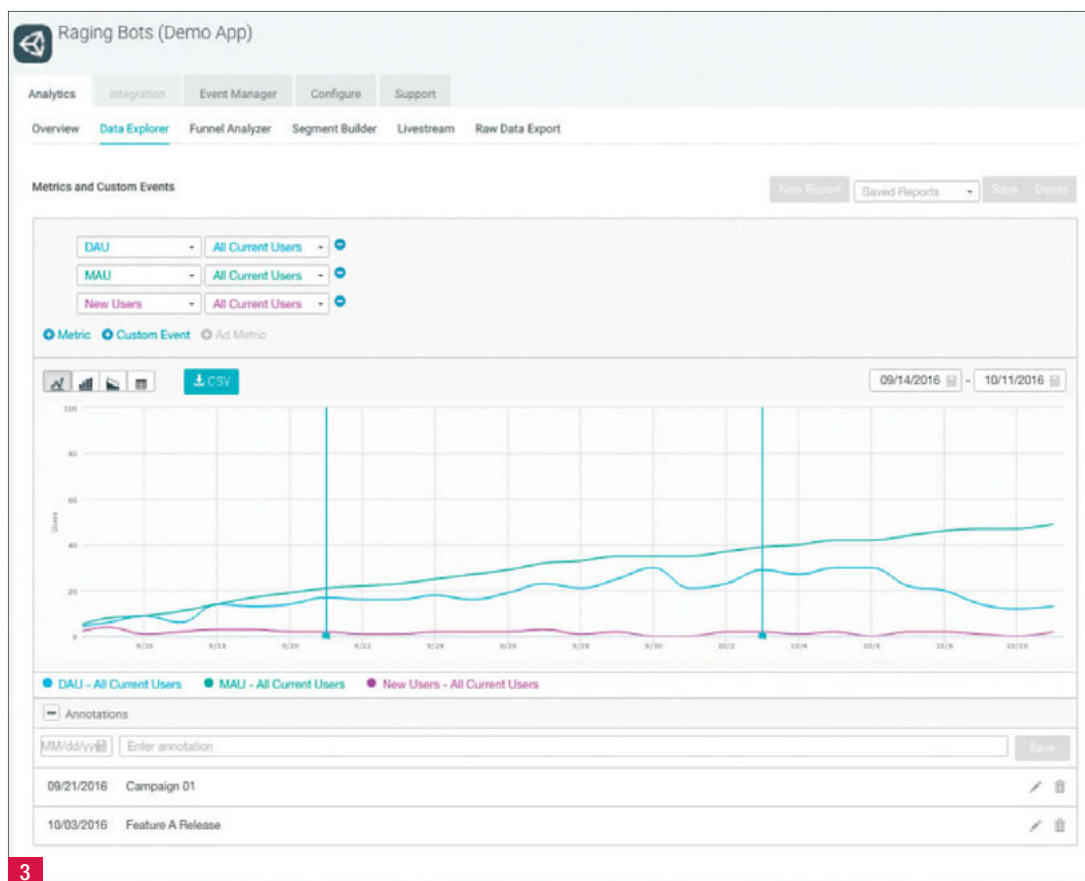 Raging Bots (Demo App)
Analytics Integration Event Manager Configure Support
Overview Data Explorer Funnel Analyzer Segment Builder Livestream Raw Data Export
Metrics and Custom Events
New Report Saved Reports Save Delete
DAU All Current Users
MAU All Current Users
New Users All Current Users
Metric Custom Event Ad Metric
CSV 09/14/2016 - 10/11/2016
100
80
60
Users
40
20
0
9/16 9/18 9/20 9/22 9/24 9/26 9/28 9/30 10/2 10/4 10/6 10/8 10/10
DAU - All Current Users MAU - All Current Users New Users - All Current Users
Annotations
MM/dd/yy Enter annotation Save
09/21/2016 Campaign 01
10/03/2016 Feature A Release
3